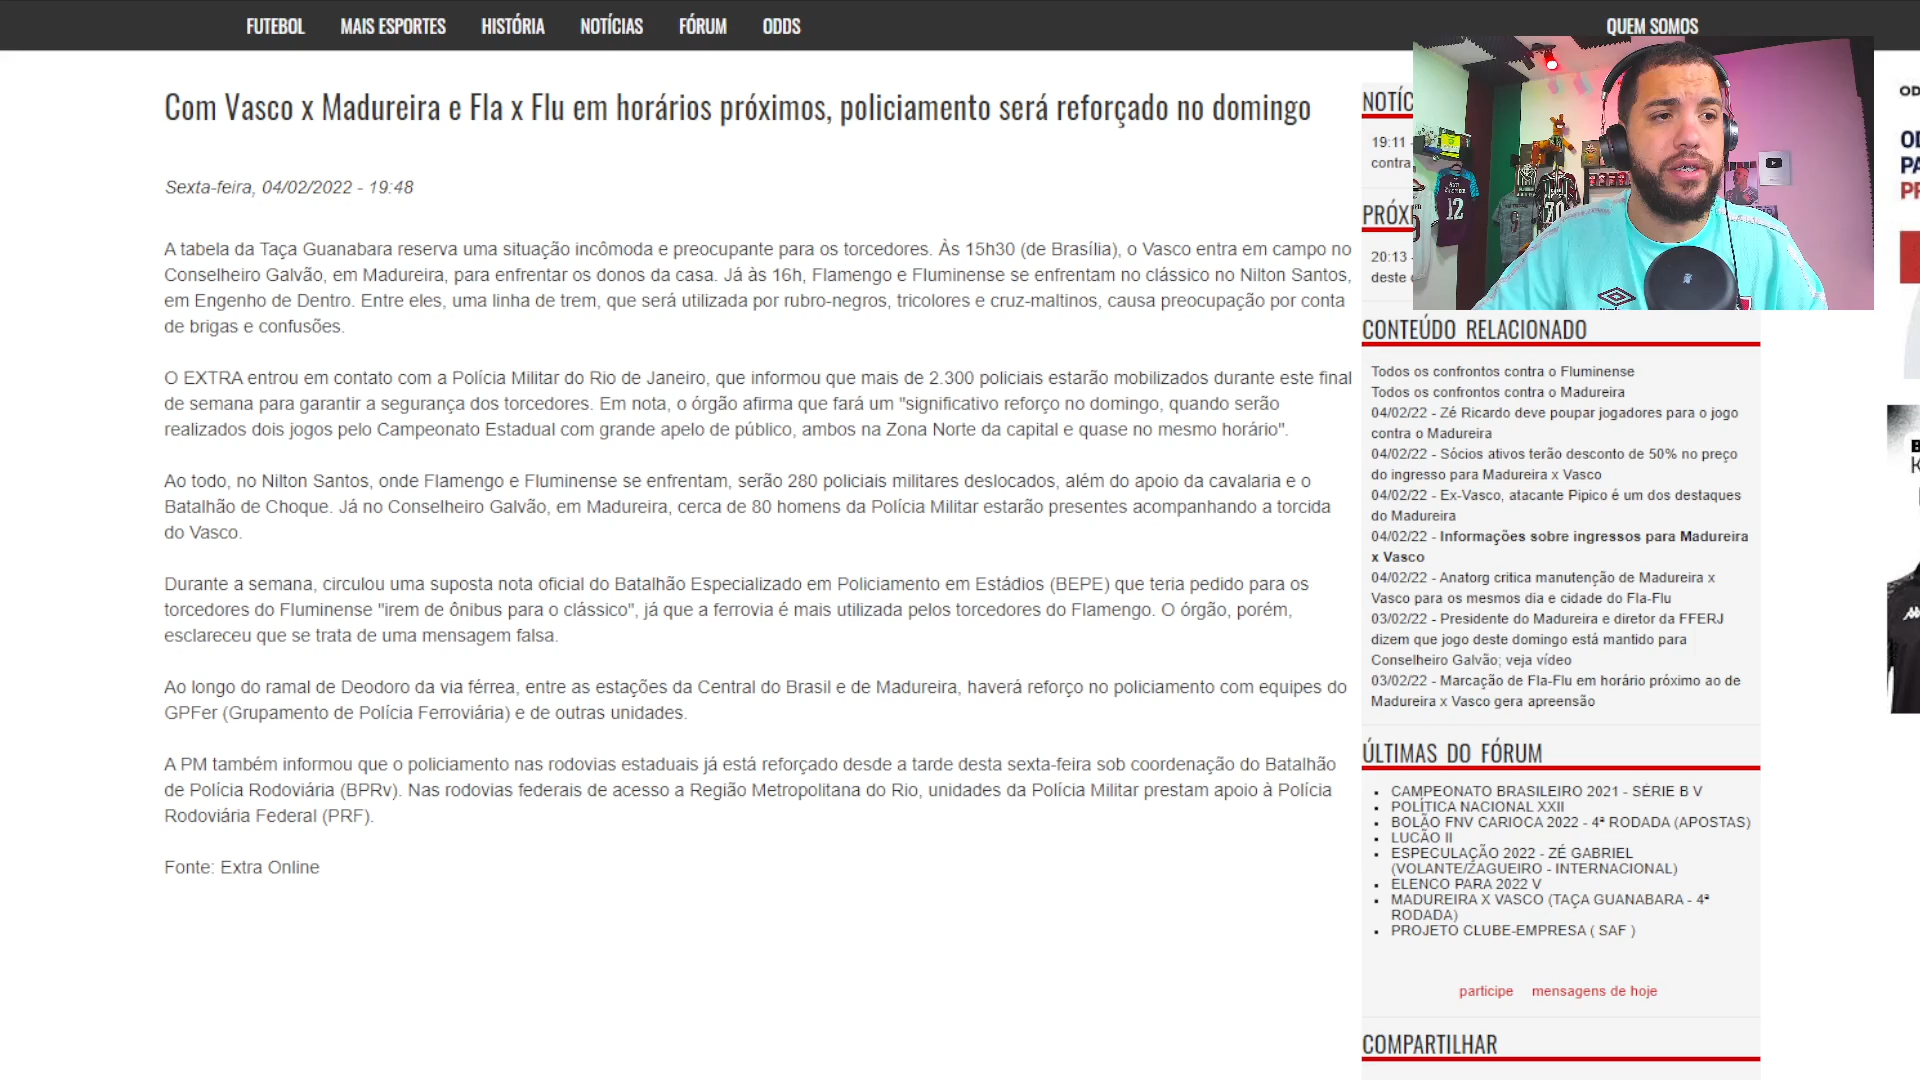 FUTEBOL MAIS ESPORTES HISTÓRIA NOTÍCIAS FÓRUM ODDS QUEM SOMOS
Com Vasco x Madureira e Fla x Flu em horários próximos, policiamento será reforçado no domingo
Sexta-feira, 04/02/2022 - 19:48
A tabela da Taça Guanabara reserva uma situação incômoda e preocupante para os torcedores. Às 15h30 (de Brasília), o Vasco entra em campo no
Conselheiro Galvão, em Madureira, para enfrentar os donos da casa. Já às 16h, Flamengo e Fluminense se enfrentam no clássico no Nilton Santos,
em Engenho de Dentro. Entre eles, uma linha de trem, que será utilizada por rubro-negros, tricolores e cruz-maltinos, causa preocupação por conta
de brigas e confusões.
O EXTRA entrou em contato com a Polícia Militar do Rio de Janeiro, que informou que mais de 2.300 policiais estarão mobilizados durante este final
de semana para garantir a segurança dos torcedores. Em nota, o órgão afirma que fará um "significativo reforço no domingo, quando serão
realizados dois jogos pelo Campeonato Estadual com grande apelo de público, ambos na Zona Norte da capital e quase no mesmo horário".
Ao todo, no Nilton Santos, onde Flamengo e Fluminense se enfrentam, serão 280 policiais militares deslocados, além do apoio da cavalaria e o
Batalhão de Choque. Já no Conselheiro Galvão, em Madureira, cerca de 80 homens da Polícia Militar estarão presentes acompanhando a torcida
do Vasco.
Durante a semana, circulou uma suposta nota oficial do Batalhão Especializado em Policiamento em Estádios (BEPE) que teria pedido para os
torcedores do Fluminense "irem de ônibus para o clássico", já que a ferrovia é mais utilizada pelos torcedores do Flamengo. O órgão, porém,
esclareceu que se trata de uma mensagem falsa.
Ao longo do ramal de Deodoro da via férrea, entre as estações da Central do Brasil e de Madureira, haverá reforço no policiamento com equipes do
GPFer (Grupamento de Polícia Ferroviária) e de outras unidades.
A PM também informou que o policiamento nas rodovias estaduais já está reforçado desde a tarde desta sexta-feira sob coordenação do Batalhão
de Polícia Rodoviária (BPRv). Nas rodovias federais de acesso a Região Metropolitana do Rio, unidades da Polícia Militar prestam apoio à Polícia
Rodoviária Federal (PRF).
Fonte: Extra Online
NOTÍC
19:11 -
contra
PRÓX
20:13 -
deste
12
CONTEÚDO RELACIONADO
Todos os confrontos contra o Fluminense
Todos os confrontos contra o Madureira
04/02/22 - Zé Ricardo deve poupar jogadores para o jogo
contra o Madureira
04/02/22 - Sócios ativos terão desconto de 50% no preço
do ingresso para Madureira x Vasco
04/02/22 - Ex-Vasco, atacante Pipico é um dos destaques
do Madureira
04/02/22 - Informações sobre ingressos para Madureira
x Vasco
04/02/22 - Anatorg critica manutenção de Madureira x
Vasco para os mesmos dia e cidade do Fla-Flu
03/02/22 - Presidente do Madureira e diretor da FFERJ
dizem que jogo deste domingo está mantido para
Conselheiro Galvão; veja vídeo
03/02/22 - Marcação de Fla-Flu em horário próximo ao de
Madureira x Vasco gera apreensão
ÚLTIMAS DO FÓRUM
CAMPEONATO BRASILEIRO 2021 - SÉRIE B V
POLÍTICA NACIONAL XXII
BOLÃO FNV CARIOCA 2022 - 4ª RODADA (APOSTAS)
LUCÃO II
ESPECULAÇÃO 2022 - ZÉ GABRIEL
(VOLANTE/ZAGUEIRO - INTERNACIONAL)
ELENCO PARA 2022 V
MADUREIRA X VASCO (TAÇA GUANABARA - 4ª
RODADA)
PROJETO CLUBE-EMPRESA ( SAF )
participe mensagens de hoje
COMPARTILHAR